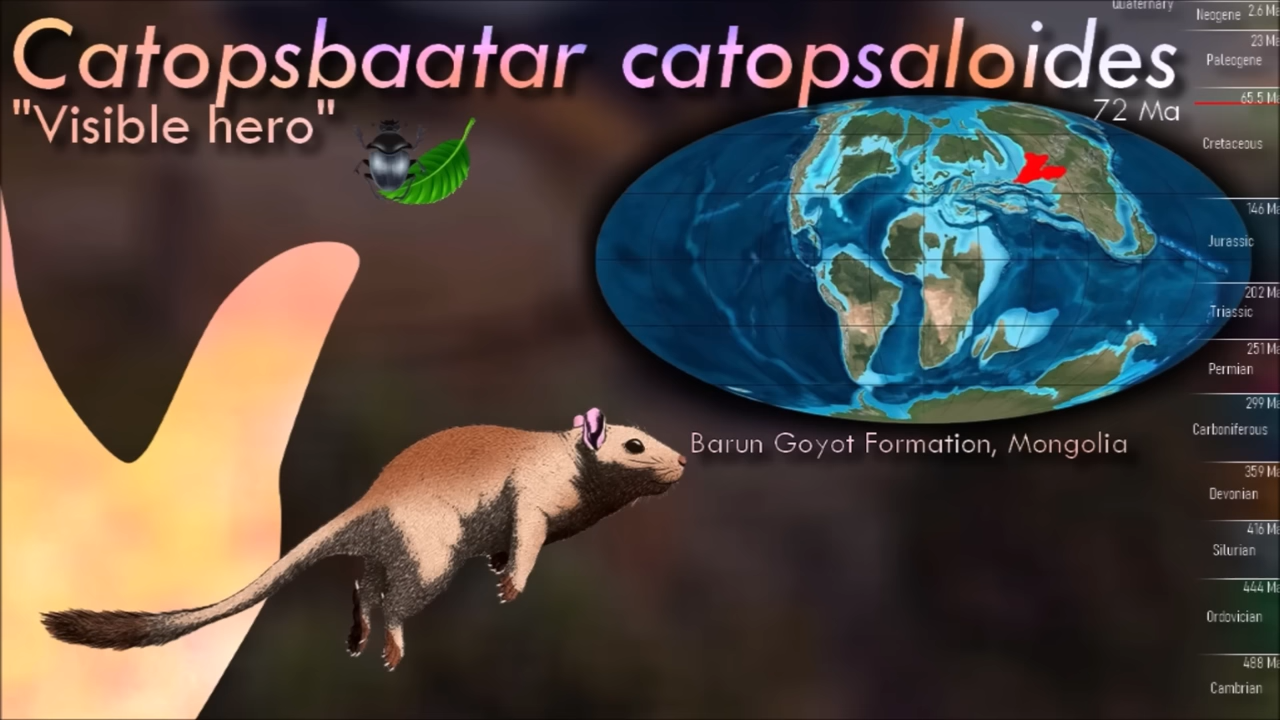 Catopsbaatar catopsaloides
"Visible hero"
72 Ma
Barun Goyot Formation, Mongolia
Quaternary
2.6 Ma
Neogene
23 Ma
Paleogene
65.5 Ma
Cretaceous
146 Ma
Jurassic
202 Ma
Triassic
251 Ma
Permian
299 Ma
Carboniferous
359 Ma
Devonian
416 Ma
Silurian
444 Ma
Ordovician
488 Ma
Cambrian